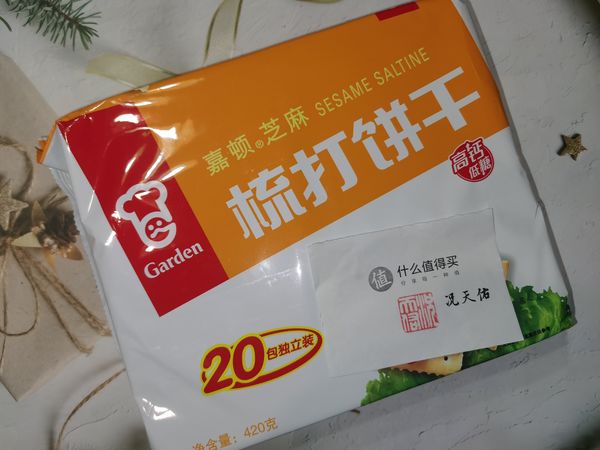 Garden
嘉顿®芝麻 SESAME SALTINE
梳打饼干
高钙
低糖
值 什么值得买
况天佑
20包独立装
净含量：420克